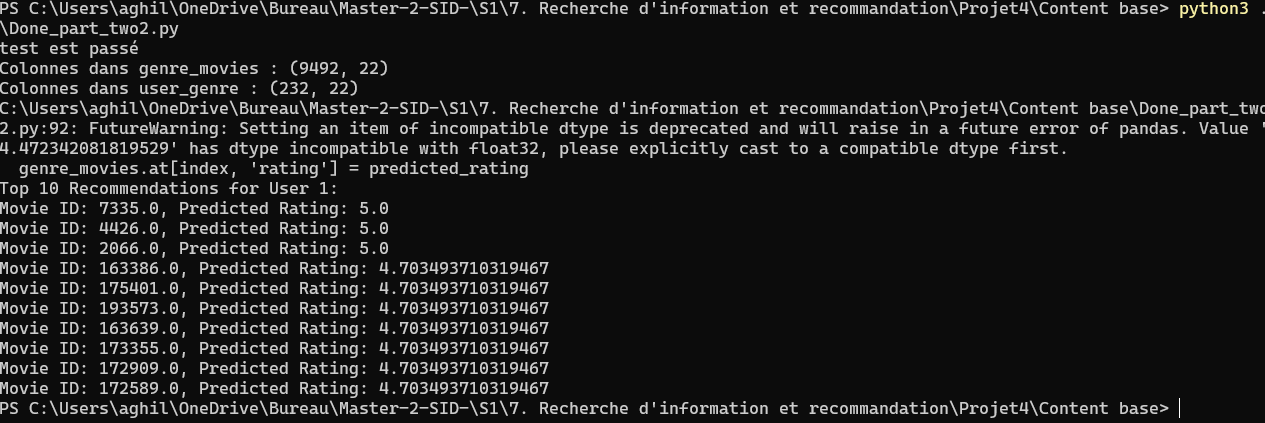 PS C:\Users\aghil\OneDrive\Bureau\Master-2-SID-\S1\7. Recherche d'information et recommandation\Projet4\Content base> python3 .
\Done_part_two2.py
test est passé
Colonnes dans genre_movies : (9492, 22)
Colonnes dans user_genre : (232, 22)
C:\Users\aghil\OneDrive\Bureau\Master-2-SID-\S1\7. Recherche d'information et recommandation\Projet4\Content base\Done_part_two
2.py:92: FutureWarning: Setting an item of incompatible dtype is deprecated and will raise in a future error of pandas. Value '
4.472342081819529' has dtype incompatible with float32, please explicitly cast to a compatible dtype first.
  genre_movies.at[index, 'rating'] = predicted_rating
Top 10 Recommendations for User 1:
Movie ID: 7335.0, Predicted Rating: 5.0
Movie ID: 4426.0, Predicted Rating: 5.0
Movie ID: 2066.0, Predicted Rating: 5.0
Movie ID: 163386.0, Predicted Rating: 4.703493710319467
Movie ID: 175401.0, Predicted Rating: 4.703493710319467
Movie ID: 193573.0, Predicted Rating: 4.703493710319467
Movie ID: 163639.0, Predicted Rating: 4.703493710319467
Movie ID: 173355.0, Predicted Rating: 4.703493710319467
Movie ID: 172909.0, Predicted Rating: 4.703493710319467
Movie ID: 172589.0, Predicted Rating: 4.703493710319467
PS C:\Users\aghil\OneDrive\Bureau\Master-2-SID-\S1\7. Recherche d'information et recommandation\Projet4\Content base>